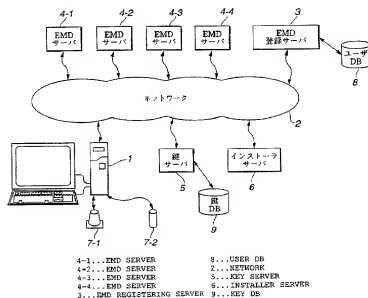 4-1
4-2
4-3
4-4
3
EMD
サーバ
EMD
サーバ
EMD
サーバ
EMD
サーバ
EMD
登録サーバ
ユーザ
DB
8
ネットワーク
2
1
鍵
サーバ
5
インストーラ
サーバ
6
鍵
DB
9
7-1
7-2
4-1...EMD SERVER
4-2...EMD SERVER
4-3...EMD SERVER
4-4...EMD SERVER
3...EMD REGISTERING SERVER
8...USER DB
2...NETWORK
5...KEY SERVER
6...INSTALLER SERVER
9...KEY DB